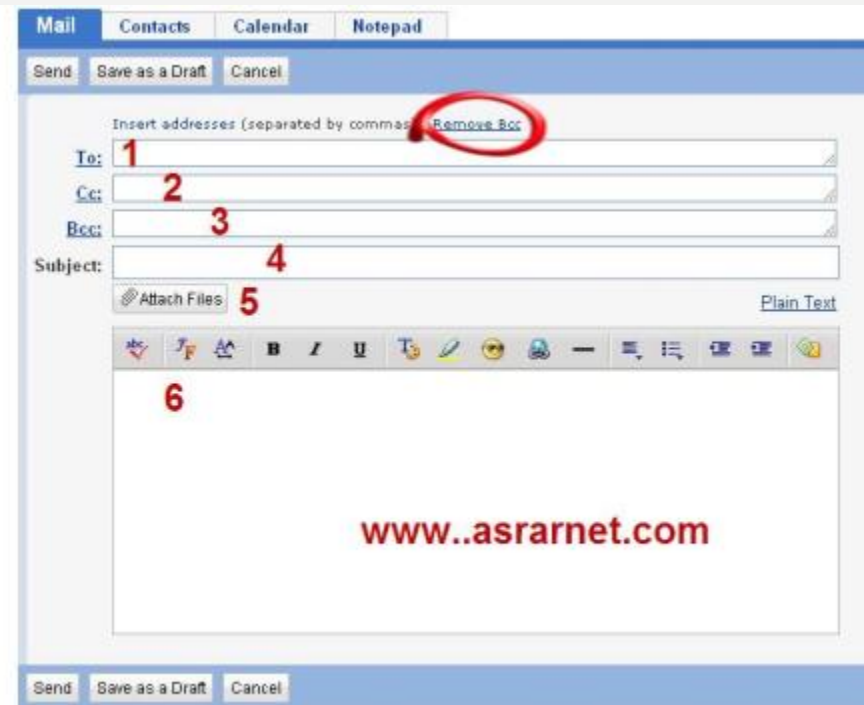 Mail Contacts Calendar Notepad
Send Save as a Draft Cancel
Insert addresses (separated by commas Remove Bcc
To: 1
Cc: 2
Bcc: 3
Subject: 4
Attach Files 5 Plain Text
B I U
6
www..asrarnet.com
Send Save as a Draft Cancel